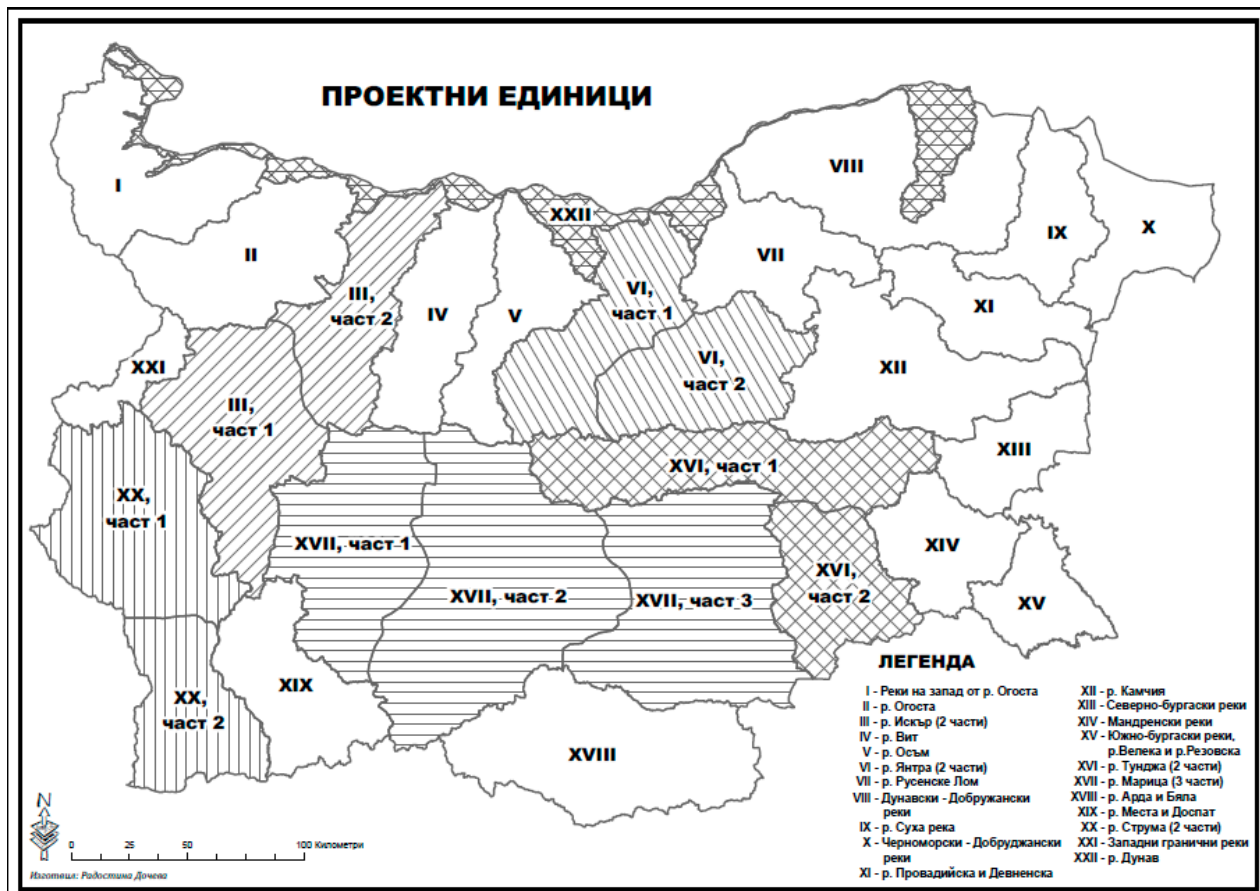 ПРОЕКТНИ ЕДИНИЦИ
I
II
III,
част 2
IV
V
XXII
VI,
част 1
VII
VIII
IX
X
XI
XII
VI,
част 2
XXI
III,
част 1
XVI, част 1
XIII
XX,
част 1
XVII, част 1
XVII, част 2
XVII, част 3
XVI,
част 2
XIV
XV
XIX
XX,
част 2
XVIII
N
0 25 50 100 Километри
Изготвил: Радостина Дочева
ЛЕГЕНДА
I - Реки на запад от р. Огоста
II - р. Огоста
III - р. Искър (2 части)
IV - р. Вит
V - р. Осъм
VI - р. Янтра (2 части)
VII - р. Русенске Лом
VIII - Дунавски - Добружански
реки
IX - р. Суха река
X - Черноморски - Добруджански
реки
XI - р. Провадийска и Девненска
XII - р. Камчия
XIII - Северно-бургаски реки
XIV - Мандренски реки
XV - Южно-бургаски реки,
р.Велека и р.Резовска
XVI - р. Тунджа (2 части)
XVII - р. Марица (3 части)
XVIII - р. Арда и Бяла
XIX - р. Места и Доспат
XX - р. Струма (2 части)
XXI - Западни гранични реки
XXII - р. Дунав